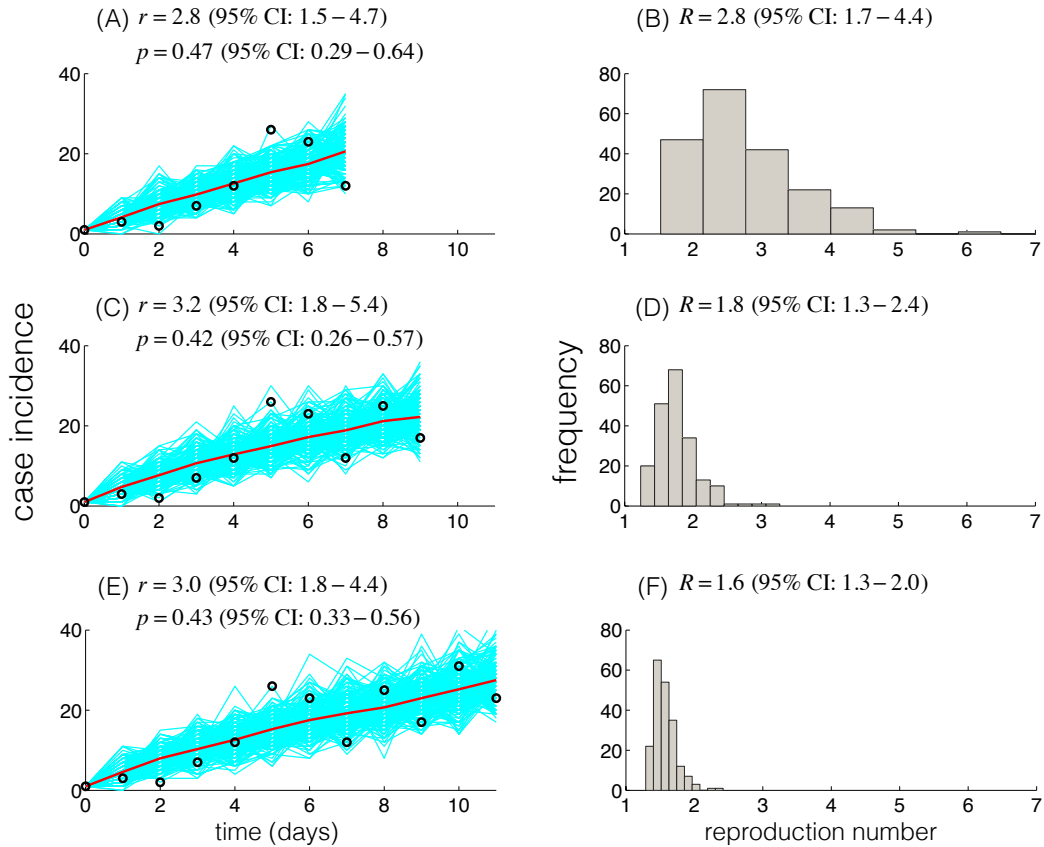 (A) r = 2.8 (95% CI: 1.5 – 4.7)
p = 0.47 (95% CI: 0.29 – 0.64)
40
20
0
0 2 4 6 8 10
(B) R = 2.8 (95% CI: 1.7 – 4.4)
80
60
40
20
0
1 2 3 4 5 6 7
(C) r = 3.2 (95% CI: 1.8 – 5.4)
p = 0.42 (95% CI: 0.26 – 0.57)
case incidence
40
20
0
0 2 4 6 8 10
(D) R = 1.8 (95% CI: 1.3 – 2.4)
frequency
80
60
40
20
0
1 2 3 4 5 6 7
(E) r = 3.0 (95% CI: 1.8 – 4.4)
p = 0.43 (95% CI: 0.33 – 0.56)
40
20
0
0 2 4 6 8 10
time (days)
(F) R = 1.6 (95% CI: 1.3 – 2.0)
80
60
40
20
0
1 2 3 4 5 6 7
reproduction number